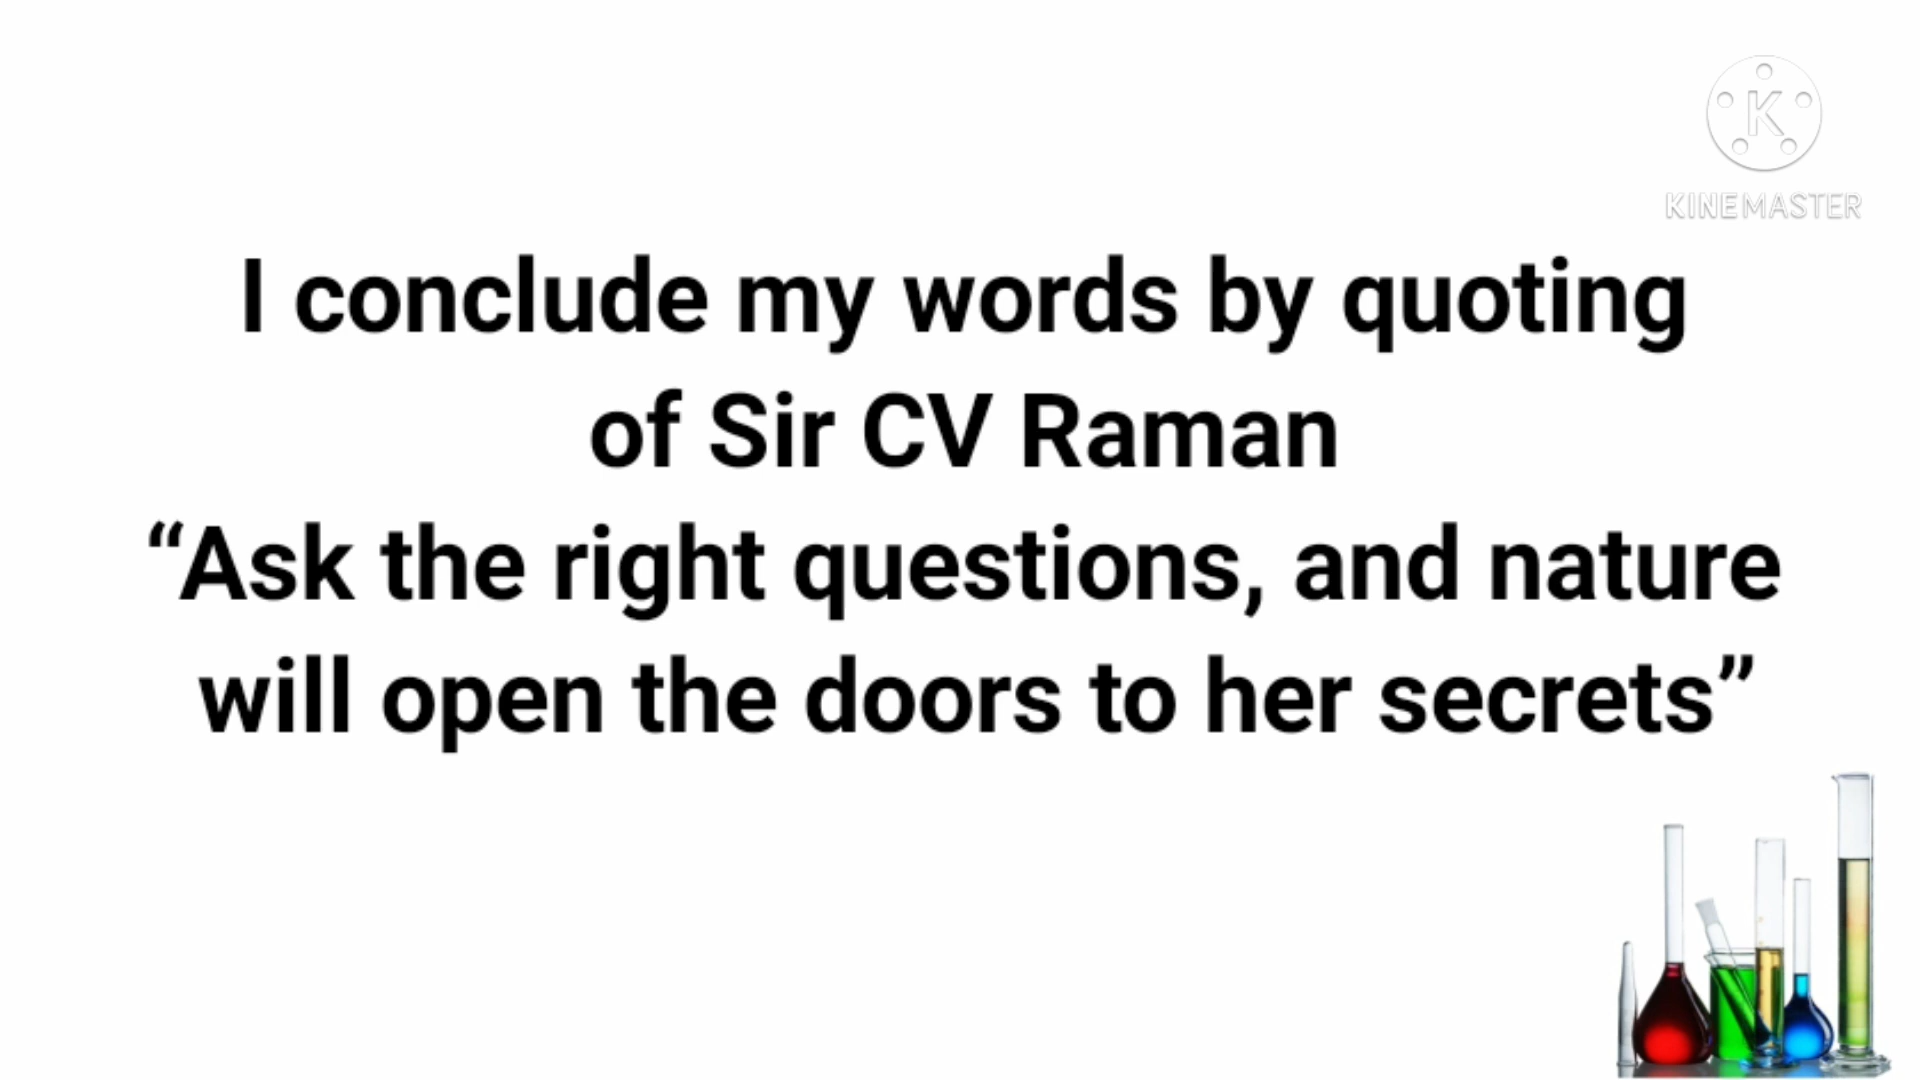 K
KINEMASTER
I conclude my words by quoting
of Sir CV Raman
“Ask the right questions, and nature
will open the doors to her secrets”